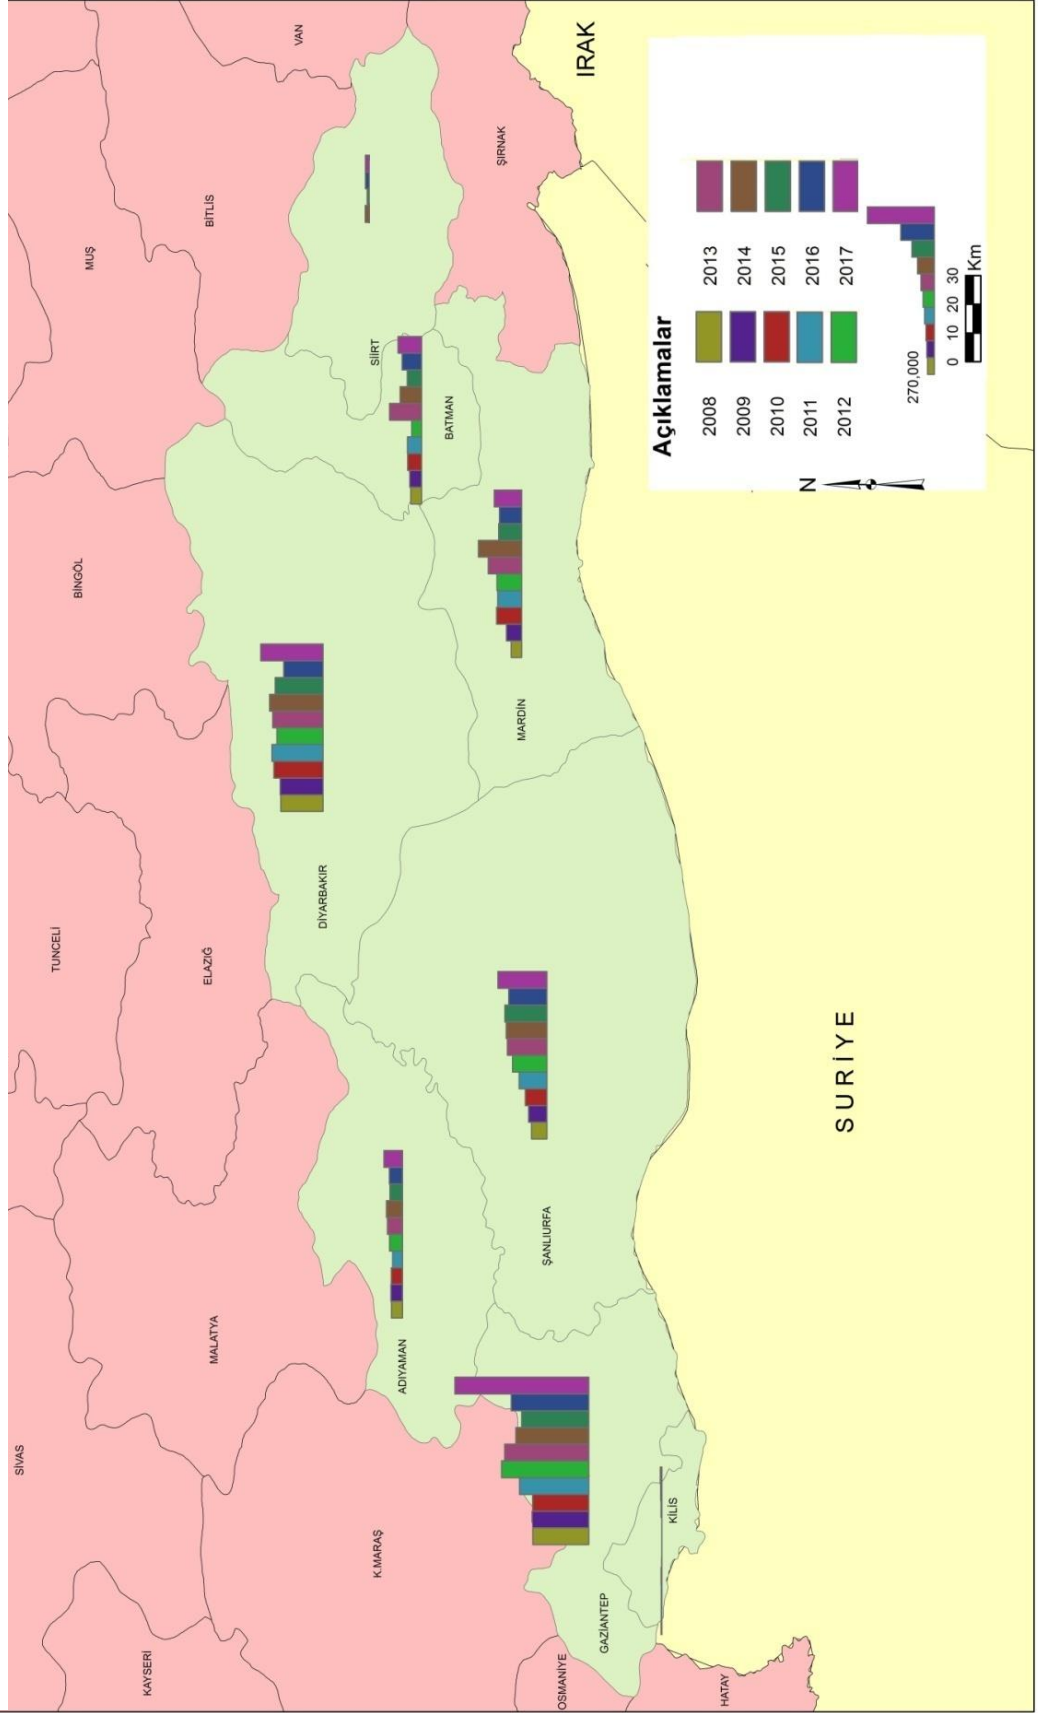 SİVAS
KAYSERİ
TUNCELİ
BİNGÖL
MUŞ
VAN
BİTLİS
ELAZIĞ
MALATYA
K.MARAŞ
OSMANİYE
HATAY
GAZİANTEP
KİLİS
ADIYAMAN
ŞANLIURFA
DİYARBAKIR
MARDİN
BATMAN
SİİRT
ŞIRNAK
IRAK
SURİYE
N
Açıklamalar
2008 2013
2009 2014
2010 2015
2011 2016
2012 2017
270,000
0 10 20 30 Km